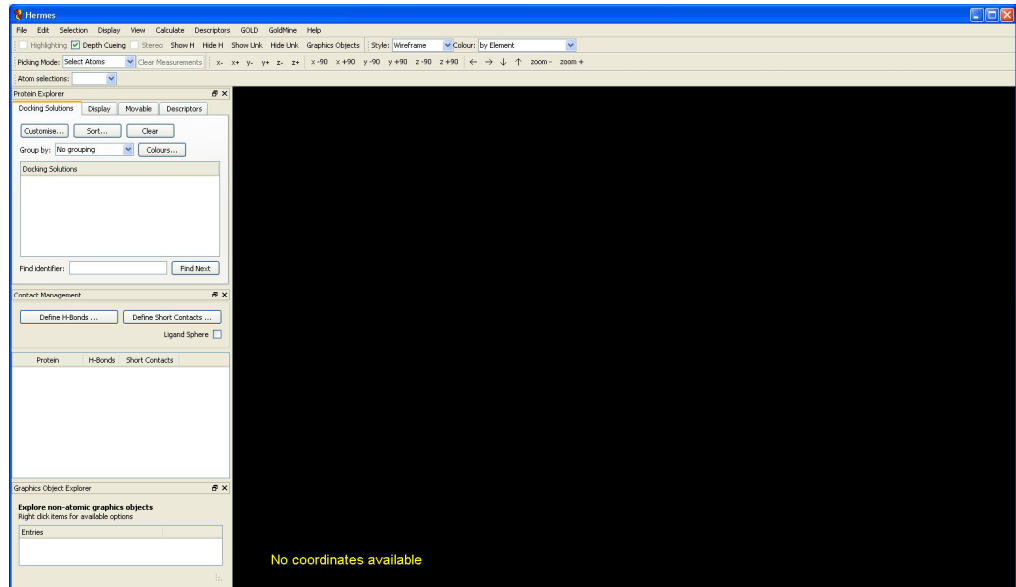 Hermes
File Edit Selection Display View Calculate Descriptors GOLD GoldMine Help
Highlighting Depth Cueing Stereo Show H Hide H Show Unk Hide Unk Graphics Objects Style: Wireframe Colour: by Element
Picking Mode: Select Atoms Clear Measurements x- x+ y- y+ z- z+ x-90 x+90 y-90 y+90 z-90 z+90 ← → ↓ ↑ zoom- zoom+
Atom selections:
Protein Explorer
Docking Solutions Display Movable Descriptors
Customise... Sort... Clear
Group by: No grouping Colours...
Docking Solutions
Find identifier: Find Next
Contact Management
Define H-Bonds ... Define Short Contacts ...
Ligand Sphere
Protein H-Bonds Short Contacts
Graphics Object Explorer
Explore non-atomic graphics objects
Right click items for available options
Entries
No coordinates available